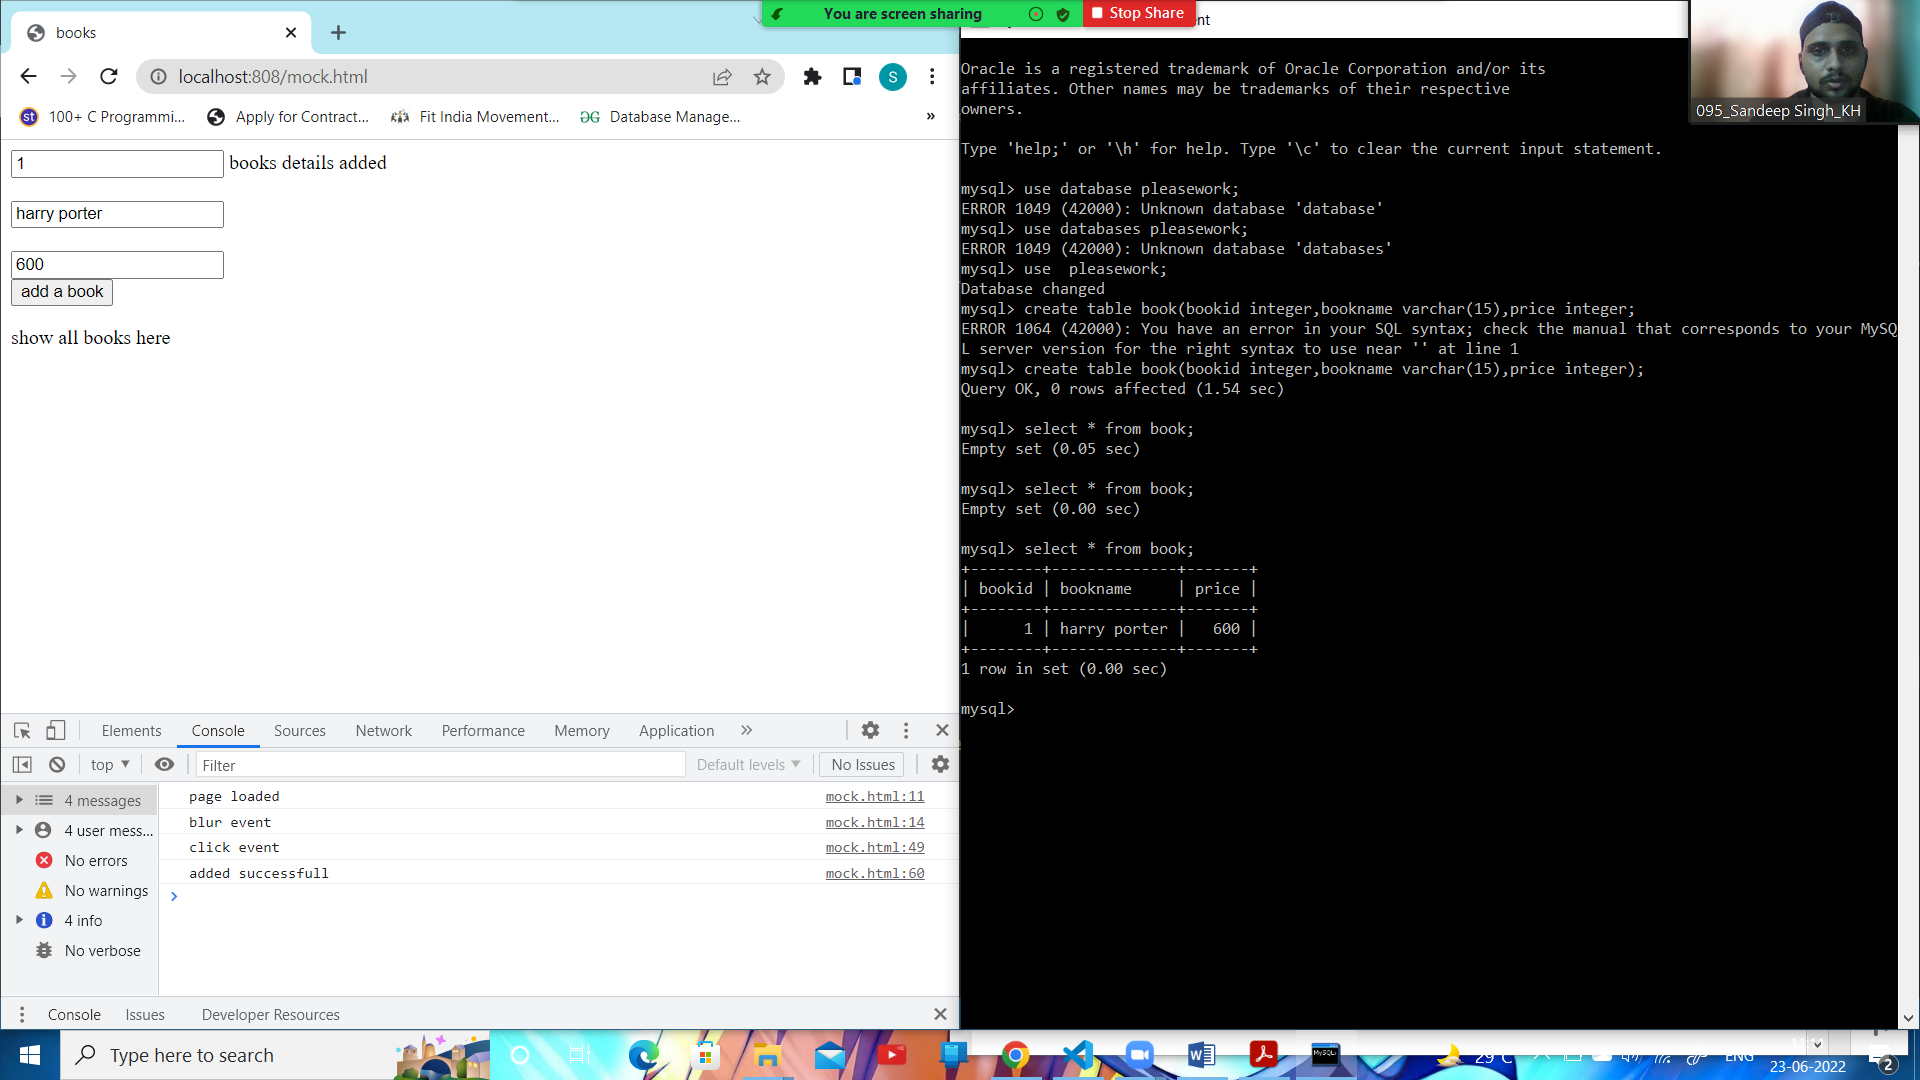 books
You are screen sharing
Stop Share
nt
localhost:808/mock.html
S
st 100+ C Programmi...
Apply for Contract...
Fit India Movement...
Database Manage...
»
1
books details added
harry porter
600
add a book
show all books here
Elements Console Sources Network Performance Memory Application
top
Filter
Default levels
No Issues
4 messages
4 user mess...
No errors
No warnings
4 info
No verbose
page loaded mock.html:11
blur event mock.html:14
click event mock.html:49
added successfull mock.html:60
Console Issues Developer Resources
Oracle is a registered trademark of Oracle Corporation and/or its
affiliates. Other names may be trademarks of their respective
owners.
Type 'help;' or '\h' for help. Type '\c' to clear the current input statement.
mysql> use database pleasework;
ERROR 1049 (42000): Unknown database 'database'
mysql> use databases pleasework;
ERROR 1049 (42000): Unknown database 'databases'
mysql> use  pleasework;
Database changed
mysql> create table book(bookid integer,bookname varchar(15),price integer;
ERROR 1064 (42000): You have an error in your SQL syntax; check the manual that corresponds to your MySQ
L server version for the right syntax to use near '' at line 1
mysql> create table book(bookid integer,bookname varchar(15),price integer);
Query OK, 0 rows affected (1.54 sec)
mysql> select * from book;
Empty set (0.05 sec)
mysql> select * from book;
Empty set (0.00 sec)
mysql> select * from book;
+--------+--------------+-------+
| bookid | bookname     | price |
+--------+--------------+-------+
|      1 | harry porter |   600 |
+--------+--------------+-------+
1 row in set (0.00 sec)
mysql>
095_Sandeep Singh_KH
Type here to search
MySQL
29°C
ENG
23-06-2022
2